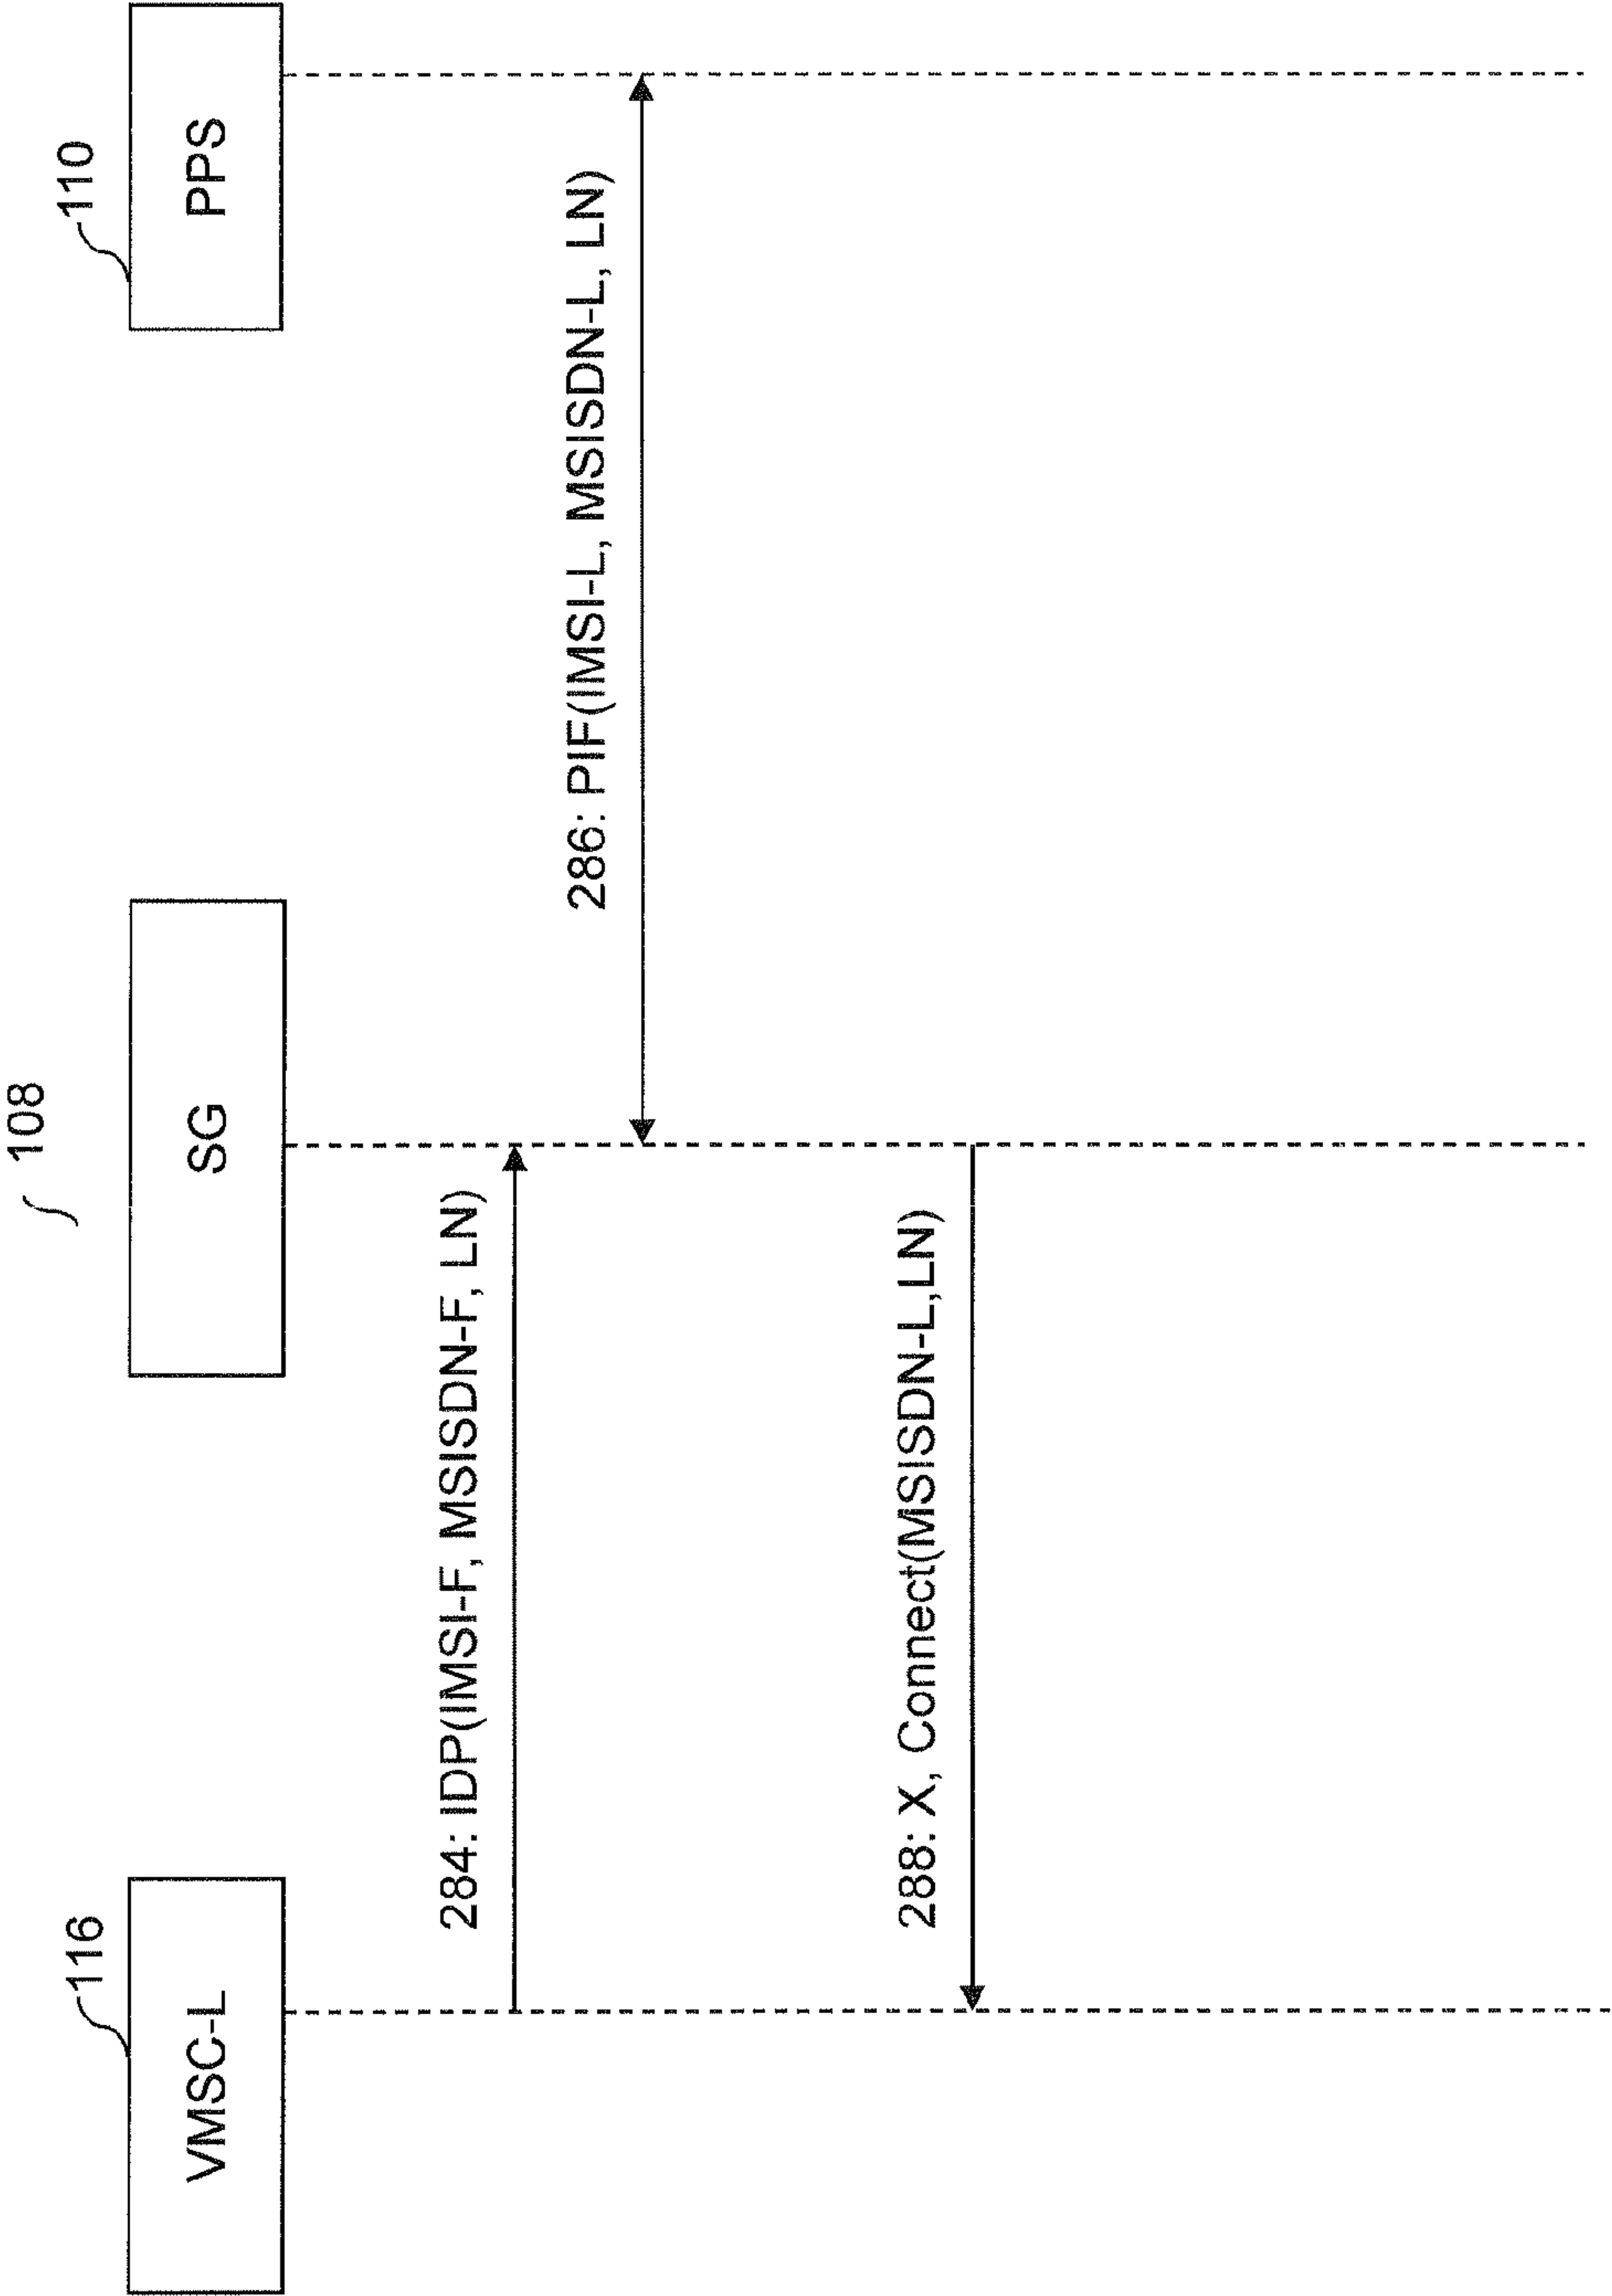 108
116
110
VMSC-L
SG
PPS
284: IDP(IMSI-F, MSISDN-F, LN)
286: PIF(IMSI-L, MSISDN-L, LN)
288: X, Connect(MSISDN-L,LN)